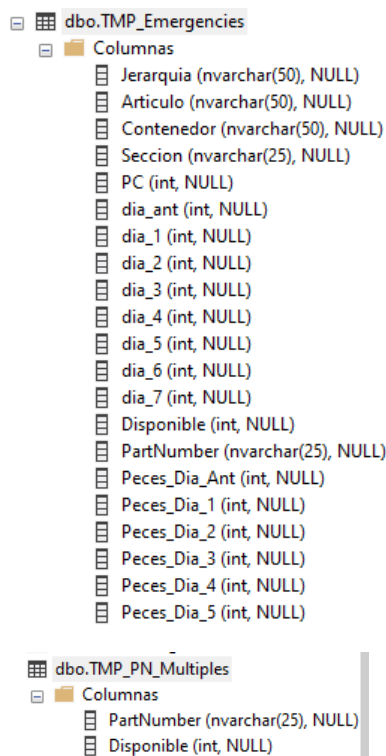 dbo.TMP_Emergencies
Columnas
Jerarquia (nvarchar(50), NULL)
Articulo (nvarchar(50), NULL)
Contenedor (nvarchar(50), NULL)
Seccion (nvarchar(25), NULL)
PC (int, NULL)
dia_ant (int, NULL)
dia_1 (int, NULL)
dia_2 (int, NULL)
dia_3 (int, NULL)
dia_4 (int, NULL)
dia_5 (int, NULL)
dia_6 (int, NULL)
dia_7 (int, NULL)
Disponible (int, NULL)
PartNumber (nvarchar(25), NULL)
Peces_Dia_Ant (int, NULL)
Peces_Dia_1 (int, NULL)
Peces_Dia_2 (int, NULL)
Peces_Dia_3 (int, NULL)
Peces_Dia_4 (int, NULL)
Peces_Dia_5 (int, NULL)
dbo.TMP_PN_Multiples
Columnas
PartNumber (nvarchar(25), NULL)
Disponible (int, NULL)